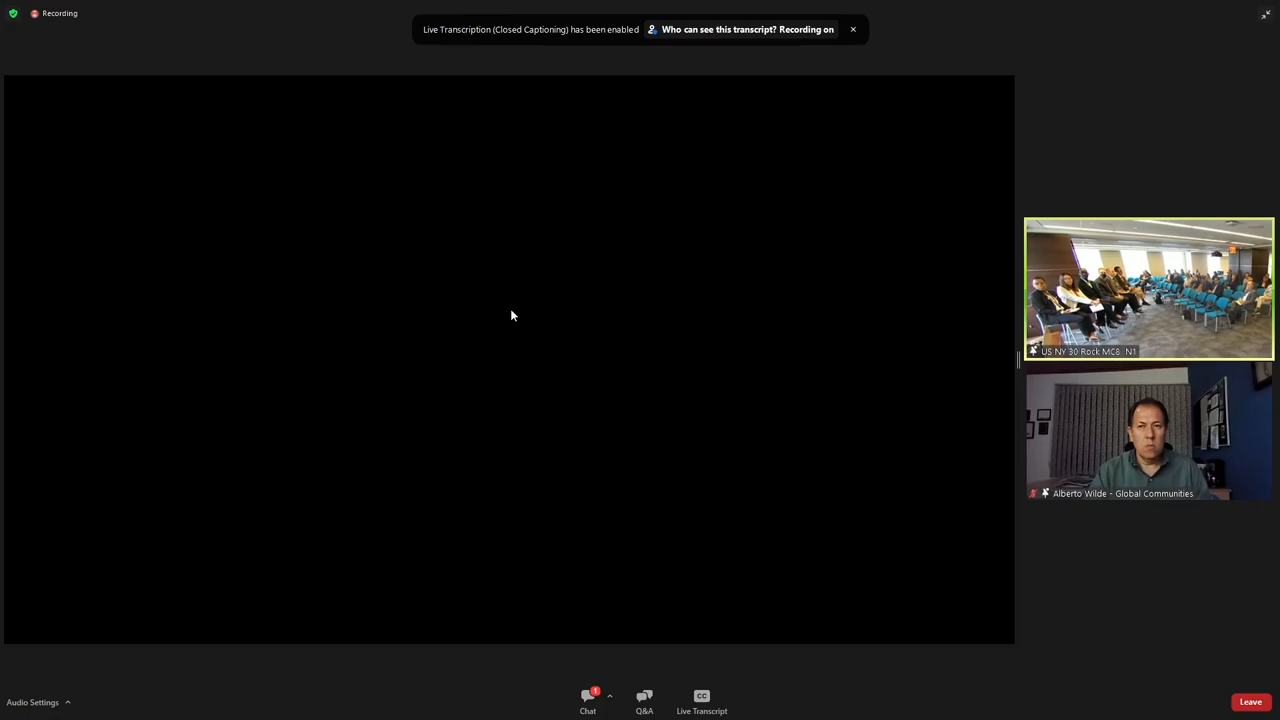 Recording
Live Transcription (Closed Captioning) has been enabled
Who can see this transcript? Recording on
US NY 30 Rock MC8 N1
Alberto Wilde - Global Communities
Audio Settings
1
Chat
Q&A
CC
Live Transcript
Leave